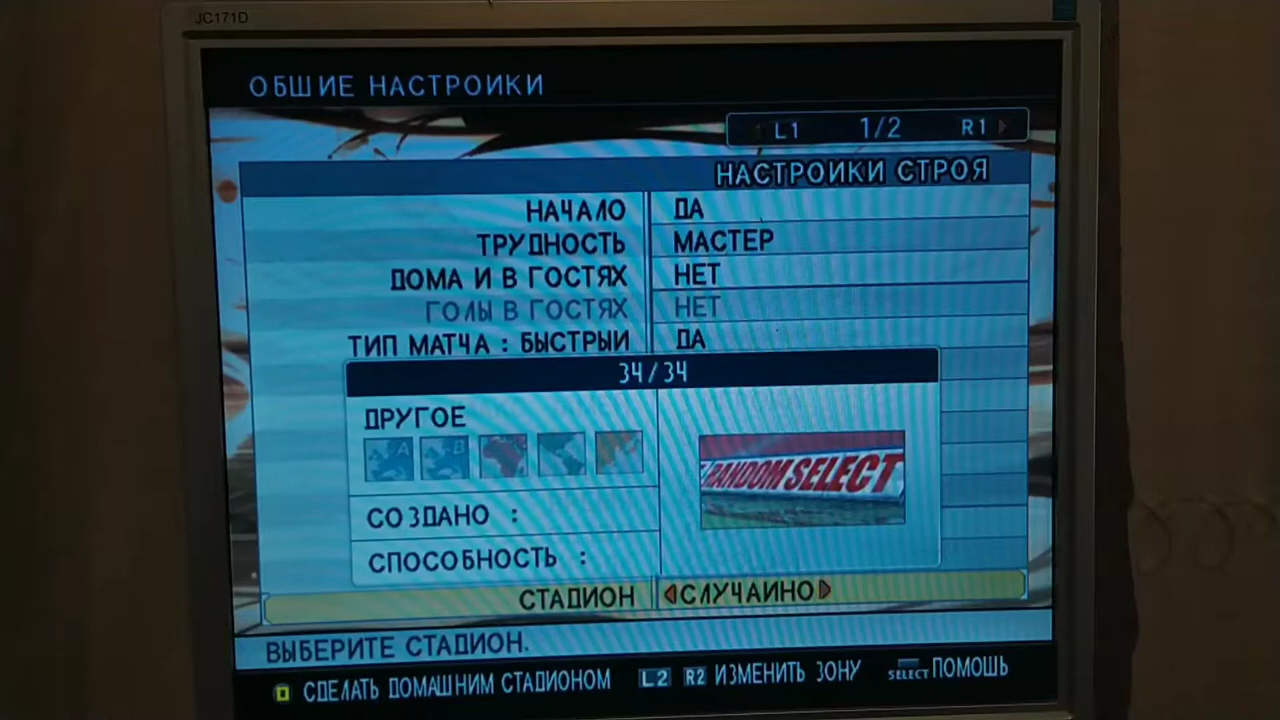 JC171D
ОБШИЕ НАСТРОИКИ
L1 1/2 R1
НАСТРОИКИ СТРОЯ
НАЧАЛО ДА
ТРУДНОСТЬ МАСТЕР
ДОМА И В ГОСТЯХ НЕТ
ГОЛЫ В ГОСТЯХ НЕТ
ТИП МАТЧА : БЫСТРЫИ ДА
34/34
ДРУГОЕ
A B
RANDOM SELECT
СОЗДАНО :
СПОСОБНОСТЬ :
СТАДИОН СЛУЧАИНО
ВЫБЕРИТЕ СТАДИОН.
СДЕЛАТЬ ДОМАШНИМ СТАДИОНОМ L2 R2 ИЗМЕНИТЬ ЗОНУ SELECT ПОМОШЬ